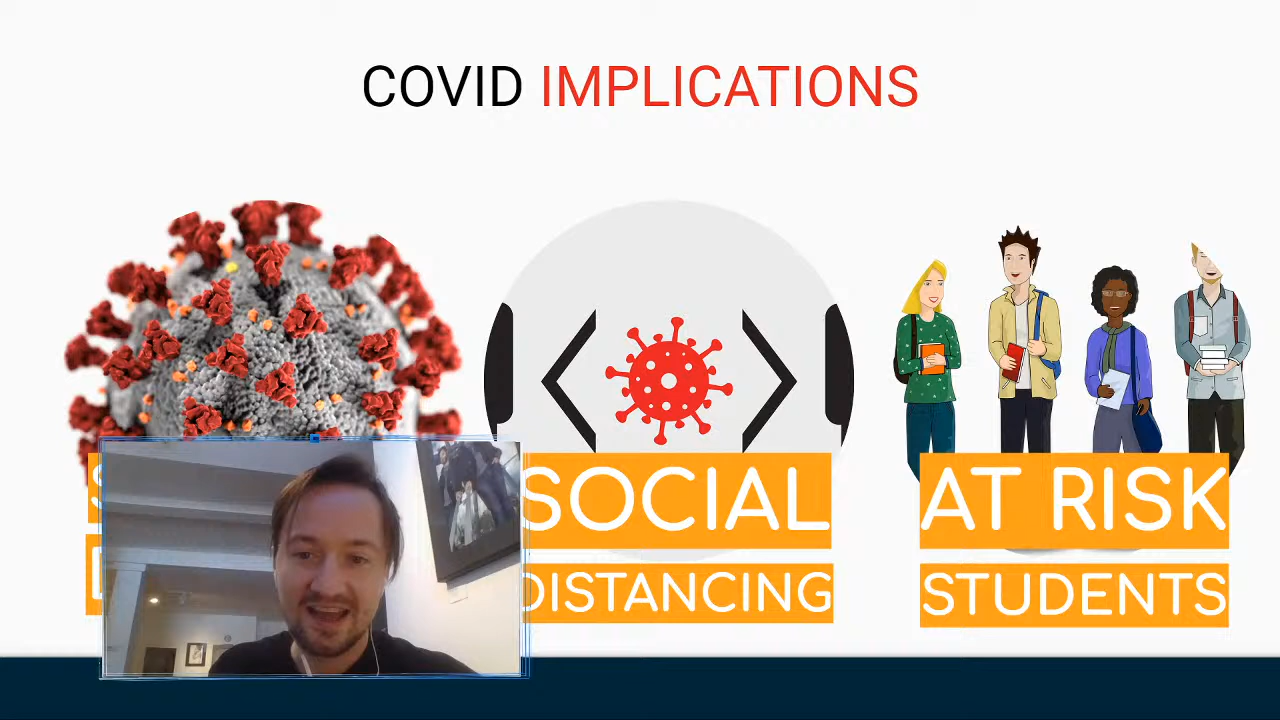 COVID IMPLICATIONS
SOCIAL
DISTANCING
AT RISK
STUDENTS